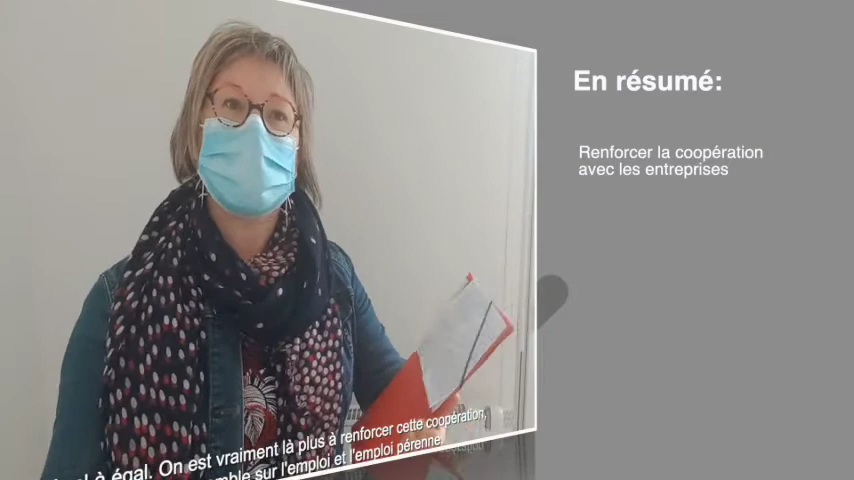 En résumé:
Renforcer la coopération
avec les entreprises
à égal. On est vraiment là plus à renforcer cette coopération,
sur l'emploi et l'emploi pérenne.